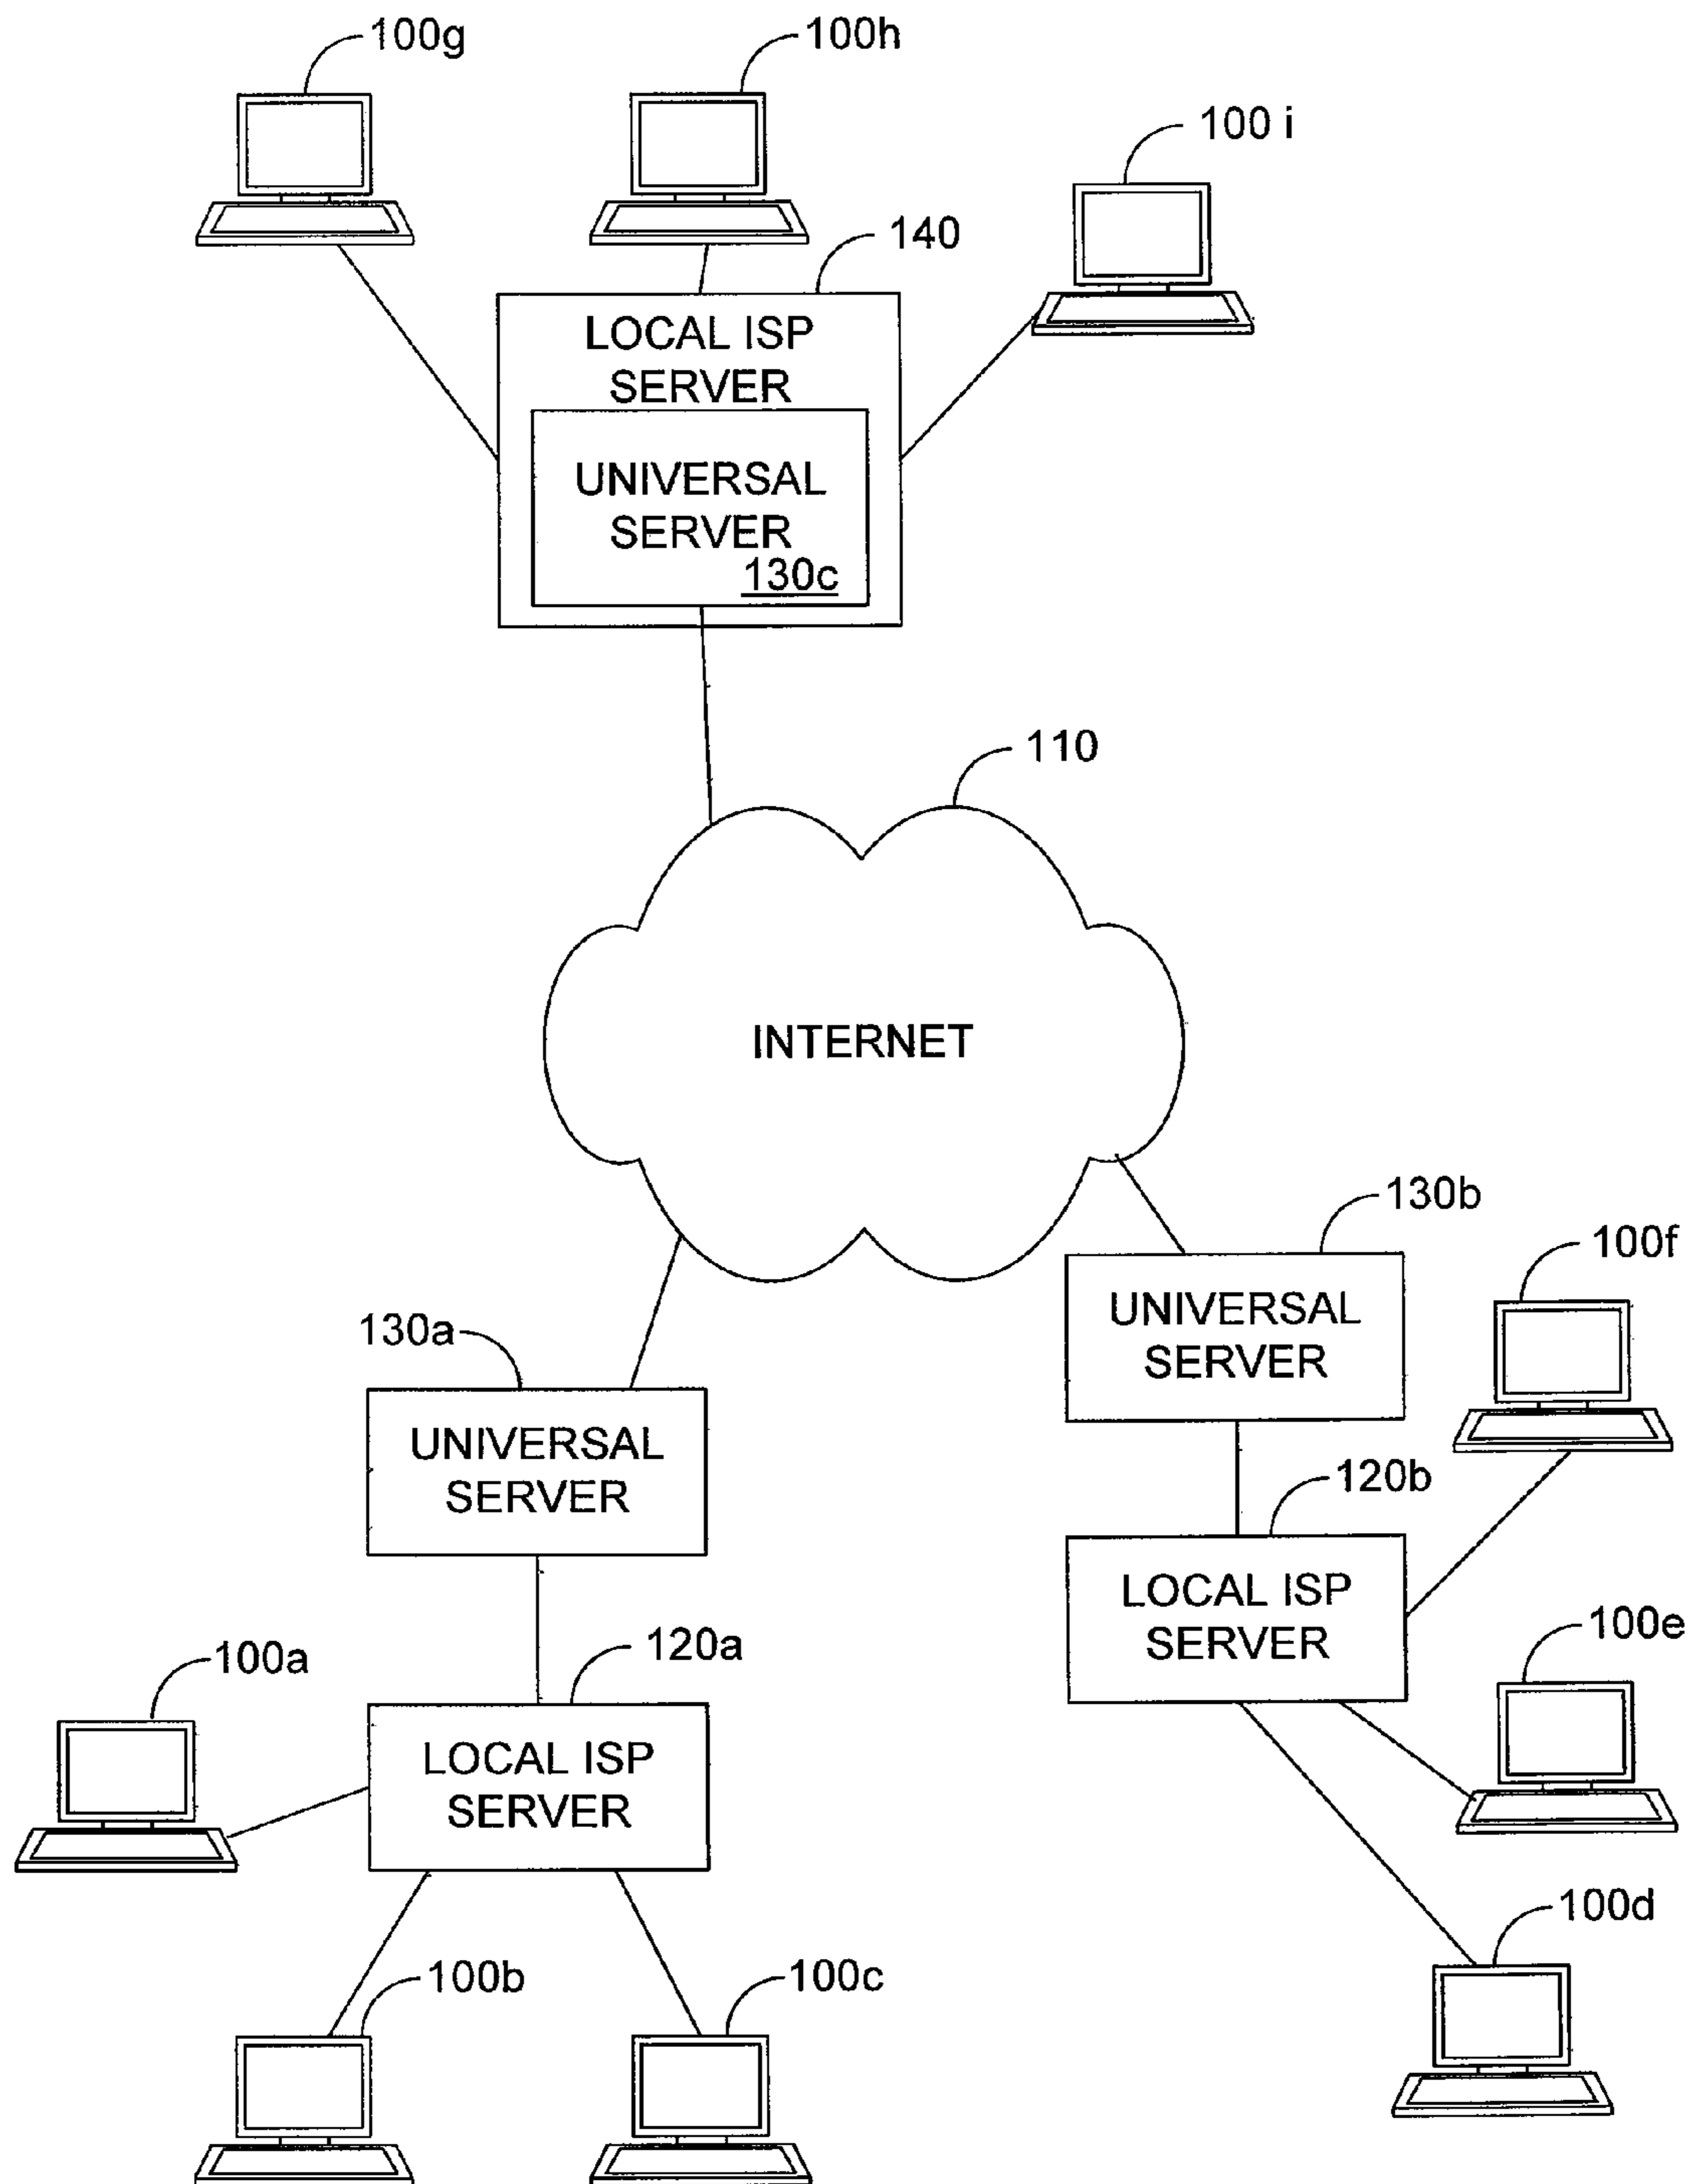 100g
100h
100 i
140
LOCAL ISP
SERVER
UNIVERSAL
SERVER
130c
110
INTERNET
130b
100f
UNIVERSAL
SERVER
130a
UNIVERSAL
SERVER
120b
LOCAL ISP
SERVER
100e
120a
100a
LOCAL ISP
SERVER
100d
100b
100c